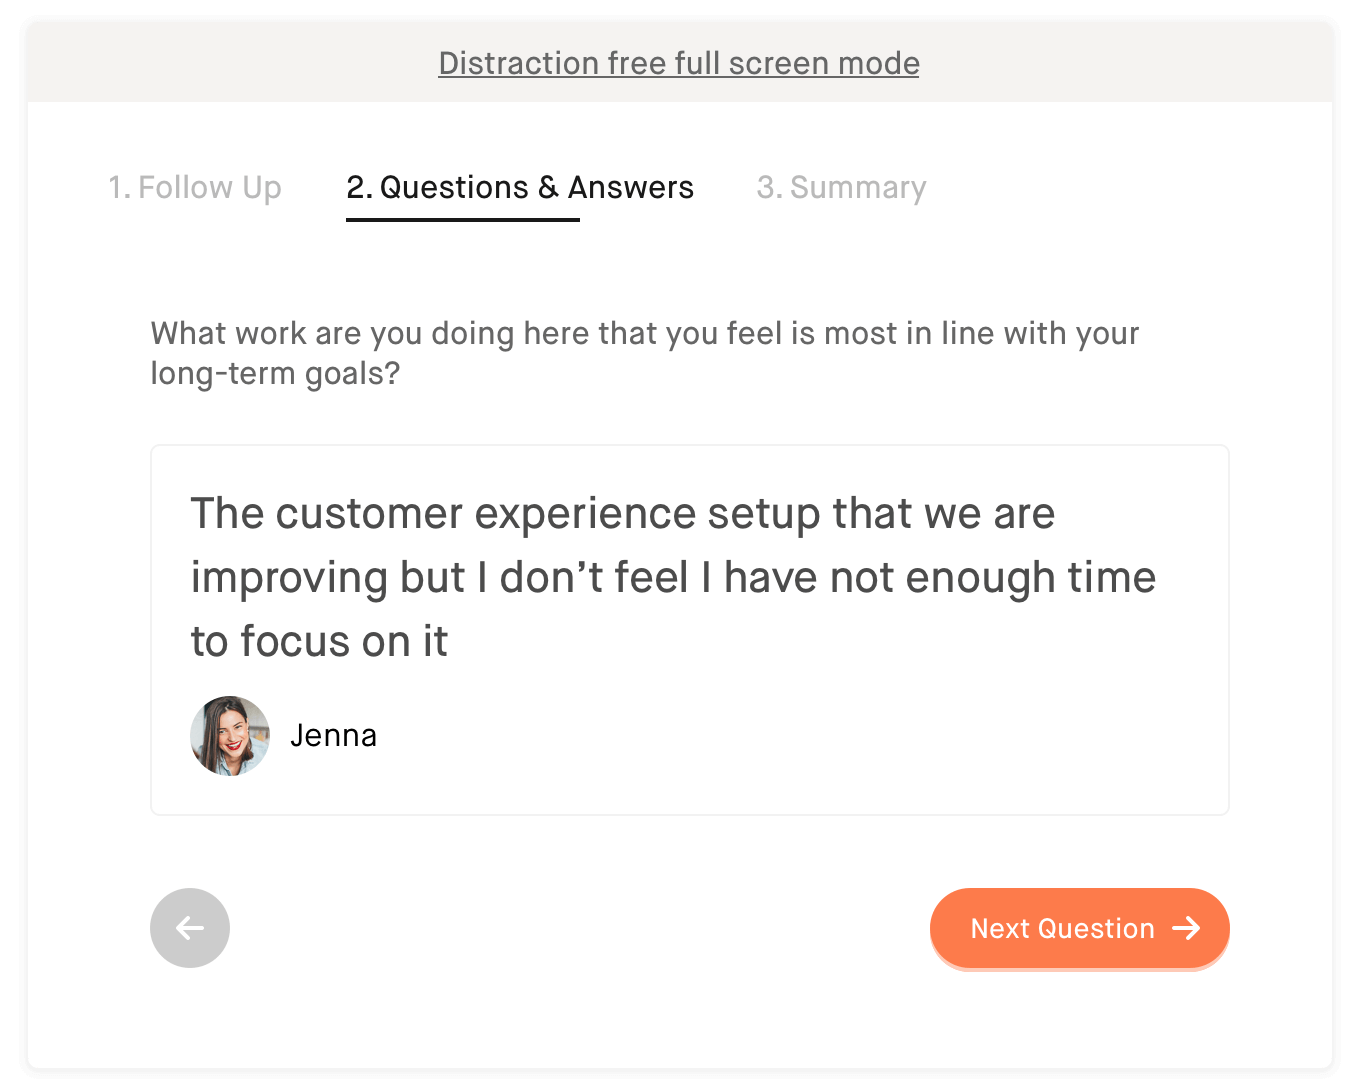 Distraction free full screen mode
1. Follow Up
2. Questions & Answers
3. Summary
What work are you doing here that you feel is most in line with your
long-term goals?
The customer experience setup that we are
improving but I don’t feel I have not enough time
to focus on it
Jenna
Next Question